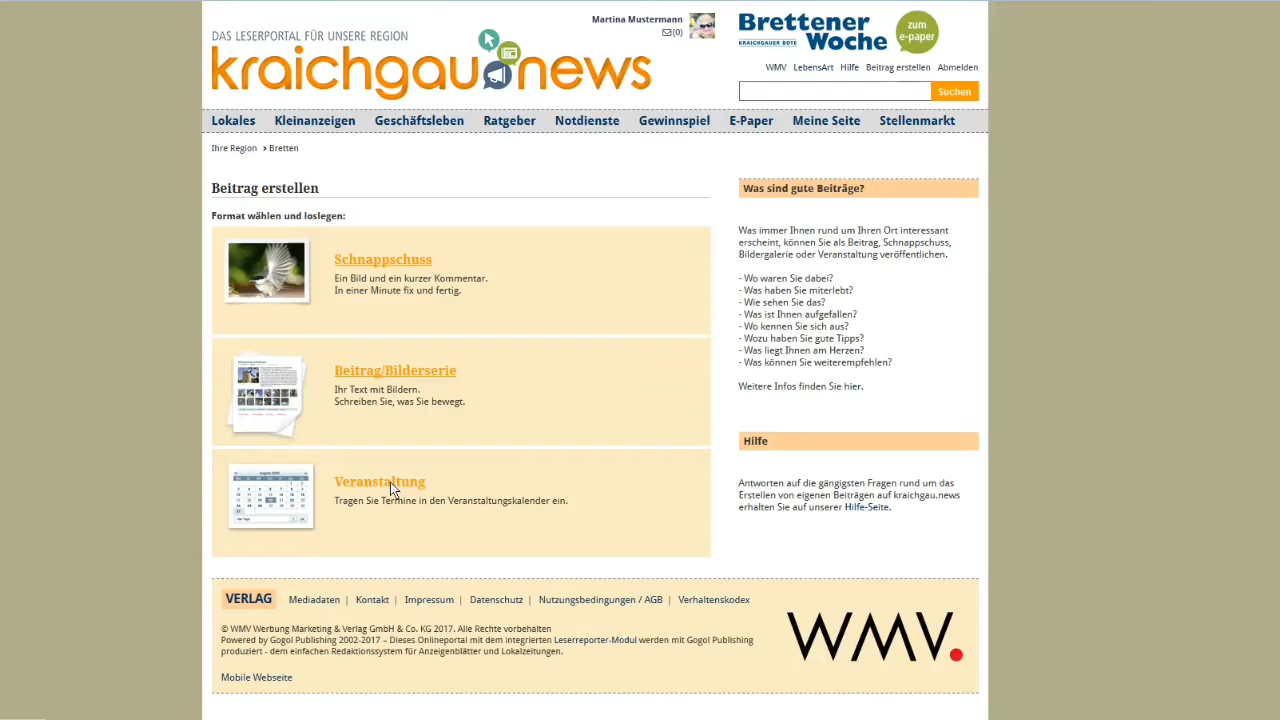 Martina Mustermann
(0)
DAS LESERPORTAL FÜR UNSERE REGION
kraichgau news
Brettener
KRAICHGAUER BOTE Woche
zum
e-paper
WMV LebensArt Hilfe Beitrag erstellen Abmelden
Suchen
Lokales Kleinanzeigen Geschäftsleben Ratgeber Notdienste Gewinnspiel E-Paper Meine Seite Stellenmarkt
Ihre Region Bretten
Beitrag erstellen
Format wählen und loslegen:
Schnappschuss
Ein Bild und ein kurzer Kommentar.
In einer Minute fix und fertig.
Beitrag/Bilderserie
Ihr Text mit Bildern.
Schreiben Sie, was Sie bewegt.
Veranstaltung
Tragen Sie Termine in den Veranstaltungskalender ein.
Was sind gute Beiträge?
Was immer Ihnen rund um Ihren Ort interessant
erscheint, können Sie als Beitrag, Schnappschuss,
Bildergalerie oder Veranstaltung veröffentlichen.
- Wo waren Sie dabei?
- Was haben Sie miterlebt?
- Wie sehen Sie das?
- Was ist Ihnen aufgefallen?
- Wo kennen Sie sich aus?
- Wozu haben Sie gute Tipps?
- Was liegt Ihnen am Herzen?
- Was können Sie weiterempfehlen?
Weitere Infos finden Sie hier.
Hilfe
Antworten auf die gängigsten Fragen rund um das
Erstellen von eigenen Beiträgen auf kraichgau.news
erhalten Sie auf unserer Hilfe-Seite.
VERLAG Mediadaten | Kontakt | Impressum | Datenschutz | Nutzungsbedingungen / AGB | Verhaltenskodex
© WMV Werbung Marketing & Verlag GmbH & Co. KG 2017. Alle Rechte vorbehalten
Powered by Gogol Publishing 2002-2017 – Dieses Onlineportal mit dem integrierten Leserreporter-Modul werden mit Gogol Publishing
produziert - dem einfachen Redaktionssystem für Anzeigenblätter und Lokalzeitungen.
Mobile Webseite
WMV.